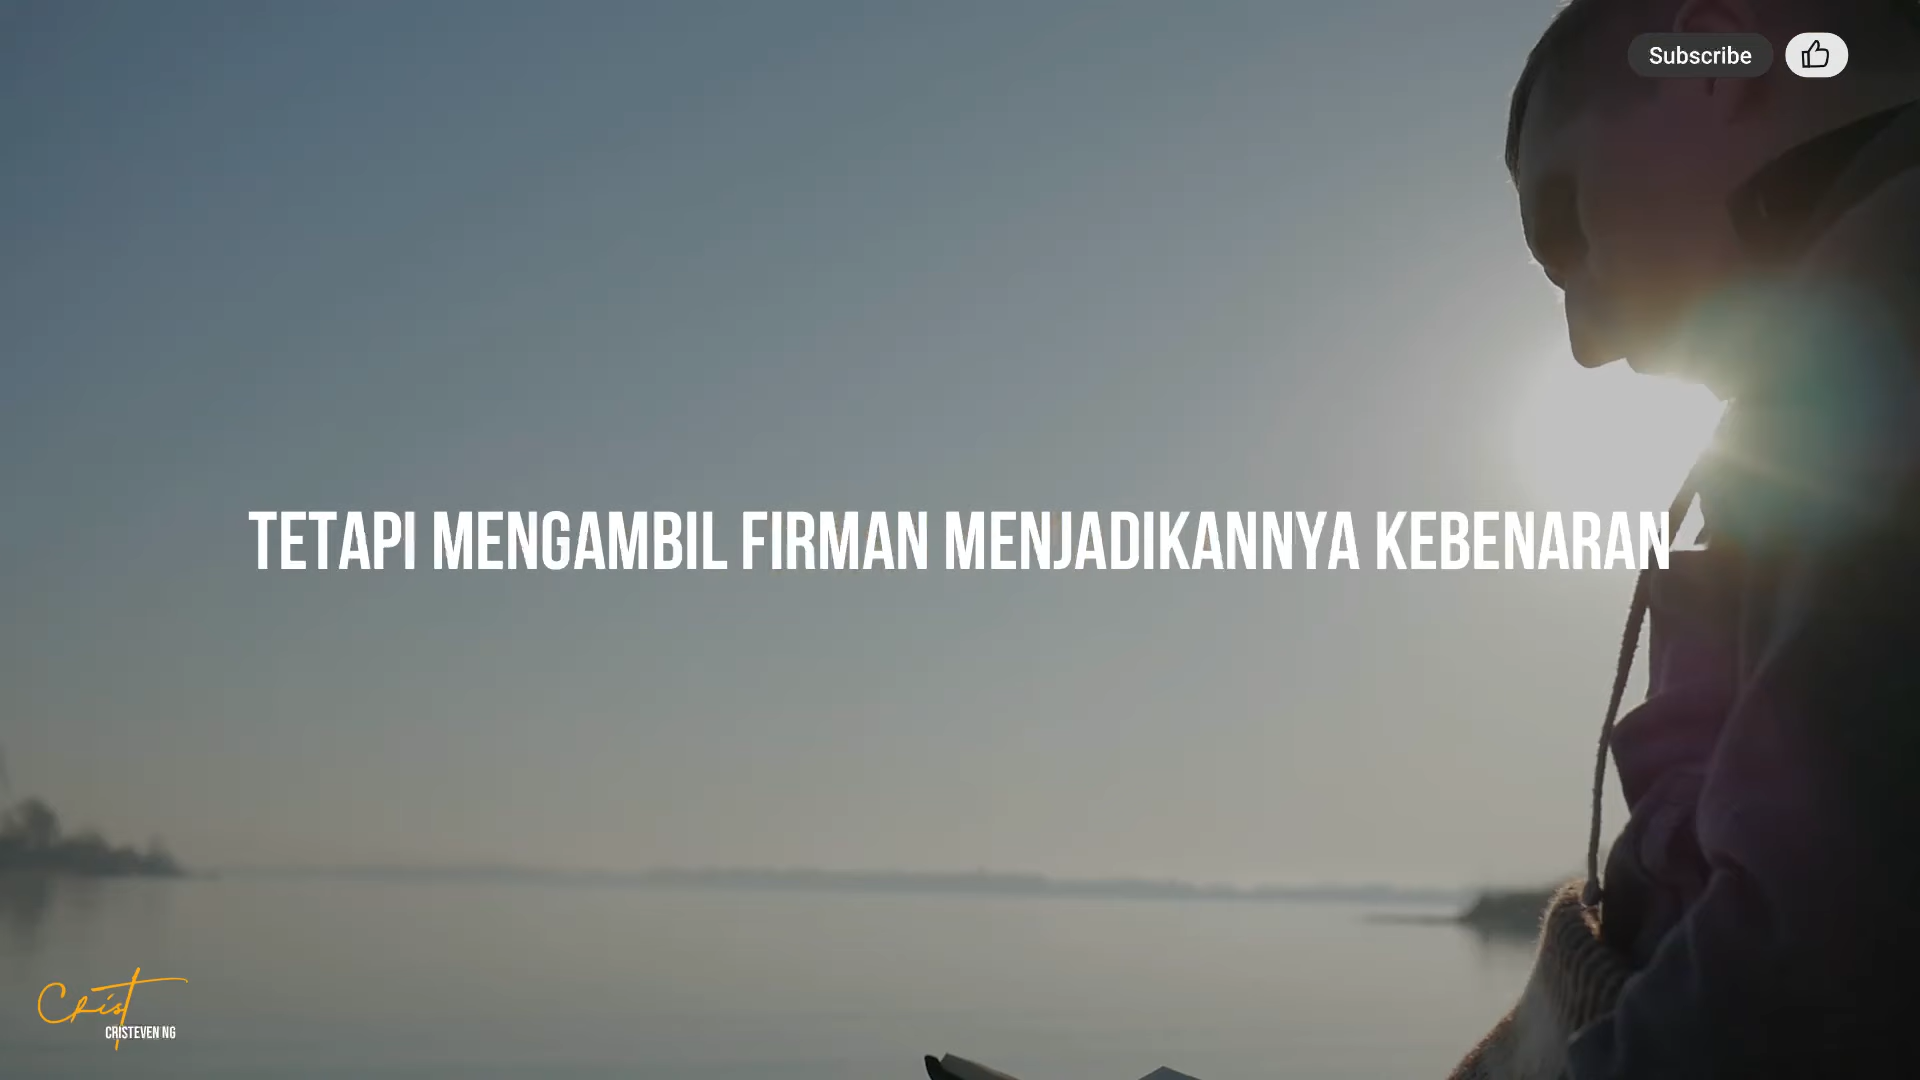 Subscribe
TETAPI MENGAMBIL FIRMAN MENJADIKANNYA KEBENARAN
Crist
CRISTEVEN NG